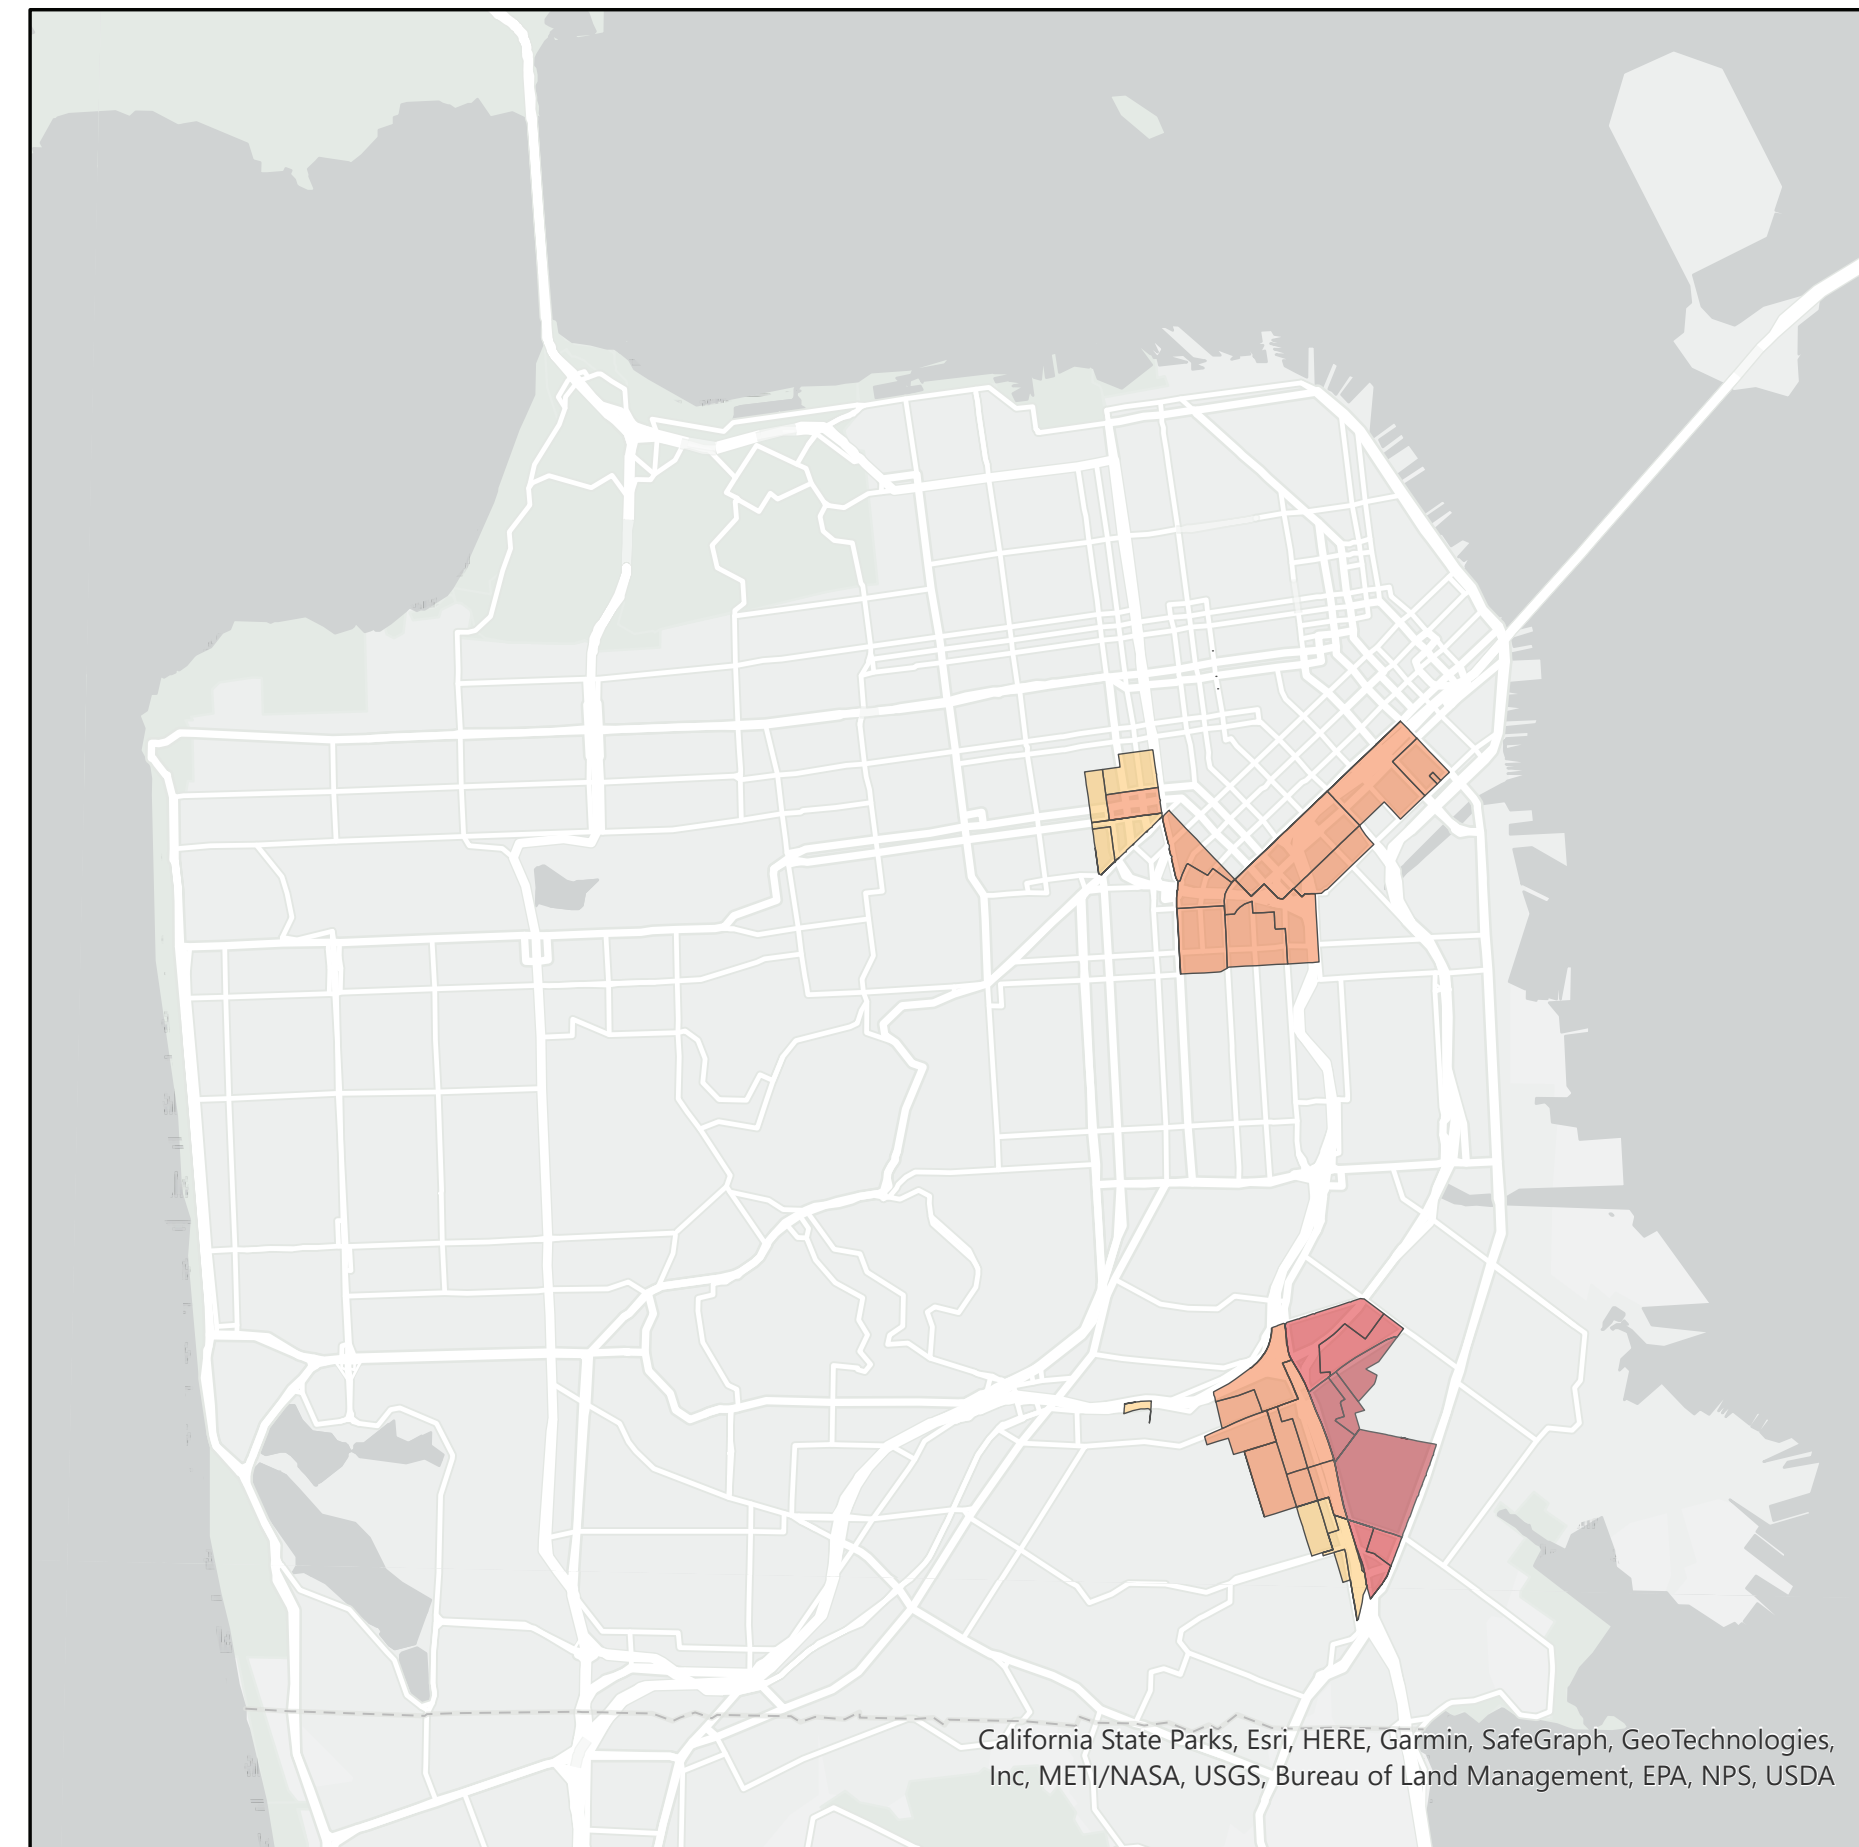 California State Parks, Esri, HERE, Garmin, SafeGraph, GeoTechnologies,
Inc, METI/NASA, USGS, Bureau of Land Management, EPA, NPS, USDA